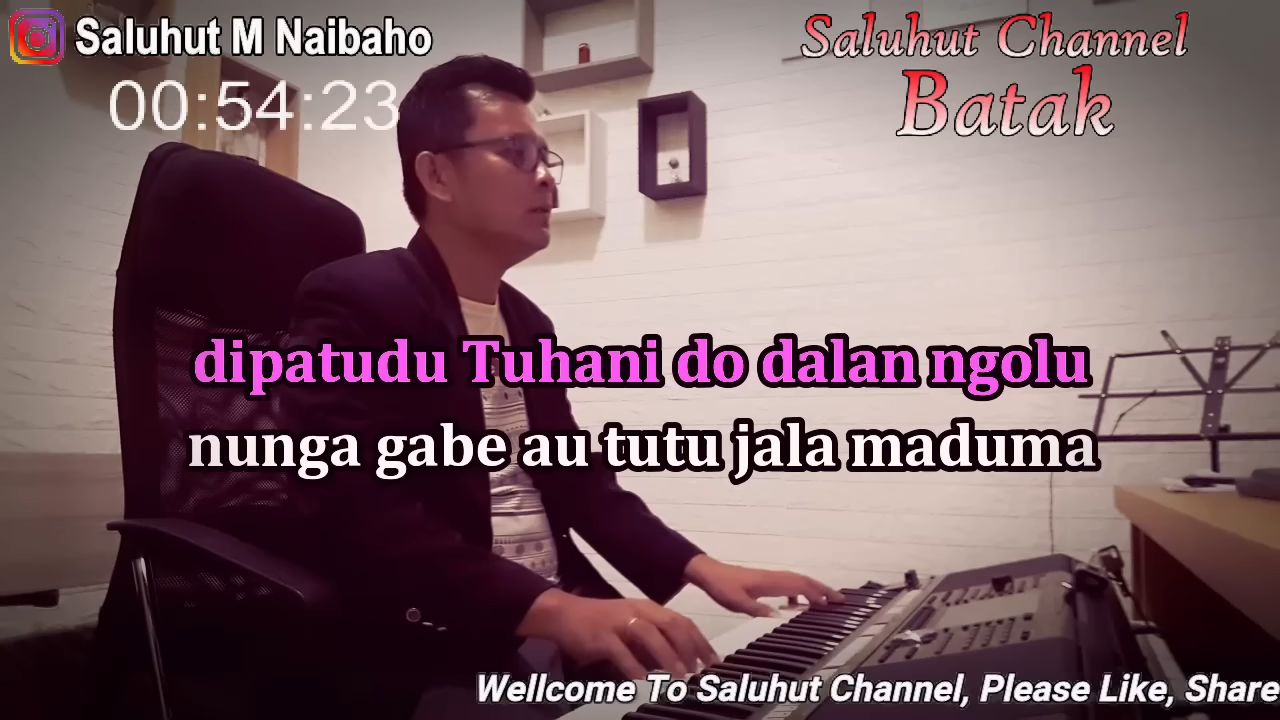 Saluhut M Naibaho
00:54:23
Saluhut Channel
Batak
dipatudu Tuhani do dalan ngolu
nunga gabe au tutu jala maduma
Wellcome To Saluhut Channel, Please Like, Share